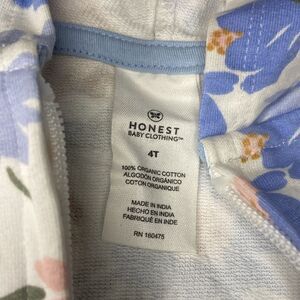 HONEST
BABY CLOTHING™
4T
100% ORGANIC COTTON
ALGODÓN ORGÁNICO
COTON ORGANIQUE
MADE IN INDIA
HECHO EN INDIA
FABRIQUÉ EN INDE
RN 160475